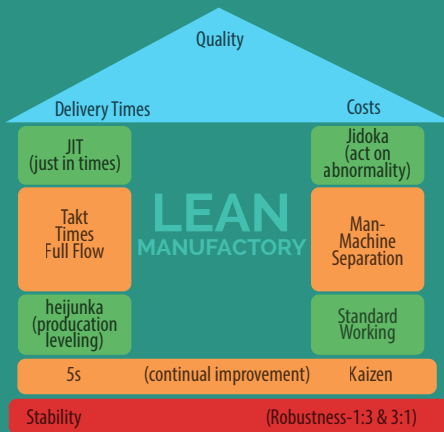 Quality
Delivery Times Costs
JIT
(just in times)
Jidoka
(act on
abnormality)
LEAN
MANUFACTORY
Takt
Times
Full Flow
Man-
Machine
Separation
heijunka
(producation
leveling)
Standard
Working
5s (continual improvement) Kaizen
Stability (Robustness-1:3 & 3:1)